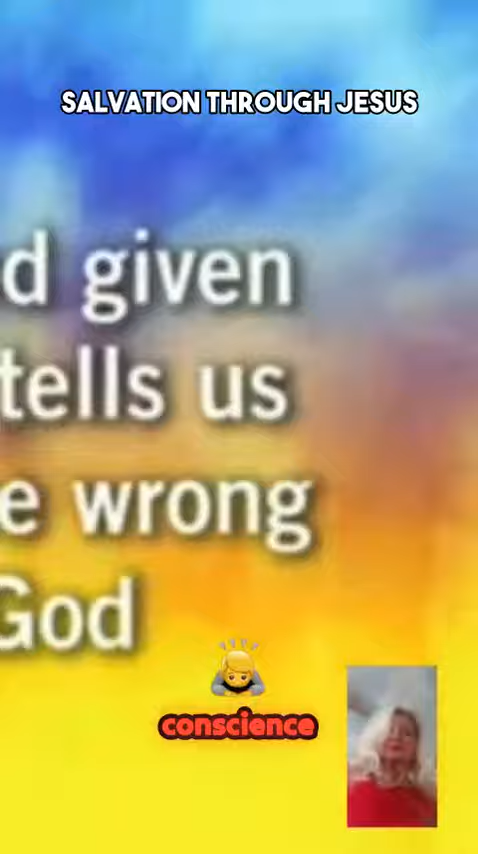 SALVATION THROUGH JESUS
d given
tells us
e wrong
God
conscience